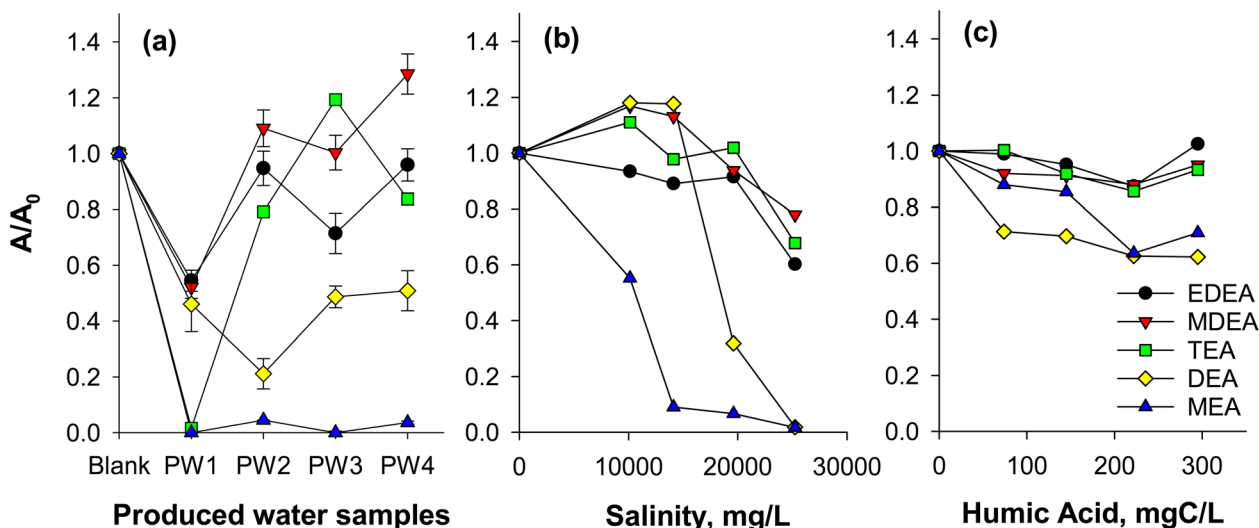 (a)
A/A0
1.4
1.2
1.0
0.8
0.6
0.4
0.2
0.0
Blank PW1 PW2 PW3 PW4
Produced water samples
(b)
1.4
1.2
1.0
0.8
0.6
0.4
0.2
0.0
0 10000 20000 30000
Salinity, mg/L
(c)
1.4
1.2
1.0
0.8
0.6
0.4
0.2
0.0
0 100 200 300
Humic Acid, mgC/L
EDEA
MDEA
TEA
DEA
MEA